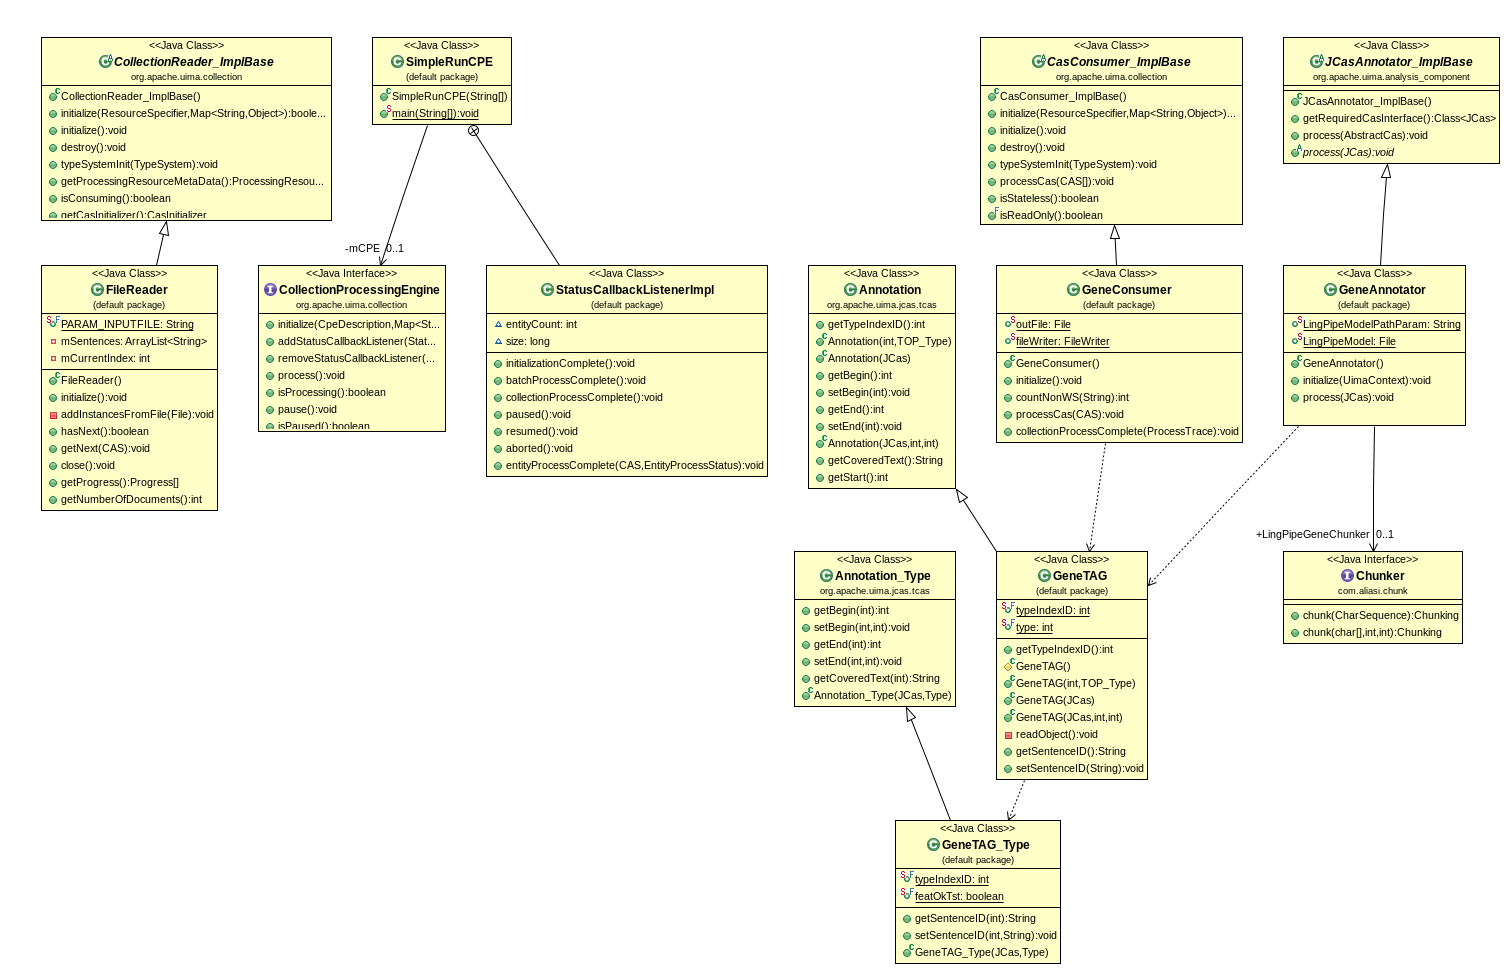 <<Java Class>>
CollectionReader_ImplBase
org.apache.uima.collection
CollectionReader_ImplBase()
initialize(ResourceSpecifier,Map<String,Object>):boole...
initialize():void
destroy():void
typeSystemInit(TypeSystem):void
getProcessingResourceMetaData():ProcessingResou...
isConsuming():boolean
getCasInitializer():CasInitializer
<<Java Class>>
SimpleRunCPE
(default package)
SimpleRunCPE(String[])
main(String[]):void
<<Java Class>>
CasConsumer_ImplBase
org.apache.uima.collection
CasConsumer_ImplBase()
initialize(ResourceSpecifier,Map<String,Object>)...
initialize():void
destroy():void
typeSystemInit(TypeSystem):void
processCas(CAS[]):void
isStateless():boolean
isReadOnly():boolean
<<Java Class>>
JCasAnnotator_ImplBase
org.apache.uima.analysis_component
JCasAnnotator_ImplBase()
getRequiredCasInterface():Class<JCas>
process(AbstractCas):void
process(JCas):void
-mCPE 0..1
<<Java Class>>
FileReader
(default package)
PARAM_INPUTFILE: String
mSentences: ArrayList<String>
mCurrentIndex: int
FileReader()
initialize():void
addInstancesFromFile(File):void
hasNext():boolean
getNext(CAS):void
close():void
getProgress():Progress[]
getNumberOfDocuments():int
<<Java Interface>>
CollectionProcessingEngine
org.apache.uima.collection
initialize(CpeDescription,Map<St...
addStatusCallbackListener(Stat...
removeStatusCallbackListener(...
process():void
isProcessing():boolean
pause():void
isPaused():boolean
<<Java Class>>
StatusCallbackListenerImpl
(default package)
entityCount: int
size: long
initializationComplete():void
batchProcessComplete():void
collectionProcessComplete():void
paused():void
resumed():void
aborted():void
entityProcessComplete(CAS,EntityProcessStatus):void
<<Java Class>>
Annotation
org.apache.uima.jcas.tcas
getTypeIndexID():int
Annotation(int,TOP_Type)
Annotation(JCas)
getBegin():int
setBegin(int):void
getEnd():int
setEnd(int):void
Annotation(JCas,int,int)
getCoveredText():String
getStart():int
<<Java Class>>
GeneConsumer
(default package)
outFile: File
fileWriter: FileWriter
GeneConsumer()
initialize():void
countNonWS(String):int
processCas(CAS):void
collectionProcessComplete(ProcessTrace):void
<<Java Class>>
GeneAnnotator
(default package)
LingPipeModelPathParam: String
LingPipeModel: File
GeneAnnotator()
initialize(UimaContext):void
process(JCas):void
+LingPipeGeneChunker 0..1
<<Java Class>>
Annotation_Type
org.apache.uima.jcas.tcas
getBegin(int):int
setBegin(int,int):void
getEnd(int):int
setEnd(int,int):void
getCoveredText(int):String
Annotation_Type(JCas,Type)
<<Java Class>>
GeneTAG
(default package)
typeIndexID: int
type: int
getTypeIndexID():int
GeneTAG()
GeneTAG(int,TOP_Type)
GeneTAG(JCas)
GeneTAG(JCas,int,int)
readObject():void
getSentenceID():String
setSentenceID(String):void
<<Java Interface>>
Chunker
com.aliasi.chunk
chunk(CharSequence):Chunking
chunk(char[],int,int):Chunking
<<Java Class>>
GeneTAG_Type
(default package)
typeIndexID: int
featOkTst: boolean
getSentenceID(int):String
setSentenceID(int,String):void
GeneTAG_Type(JCas,Type)